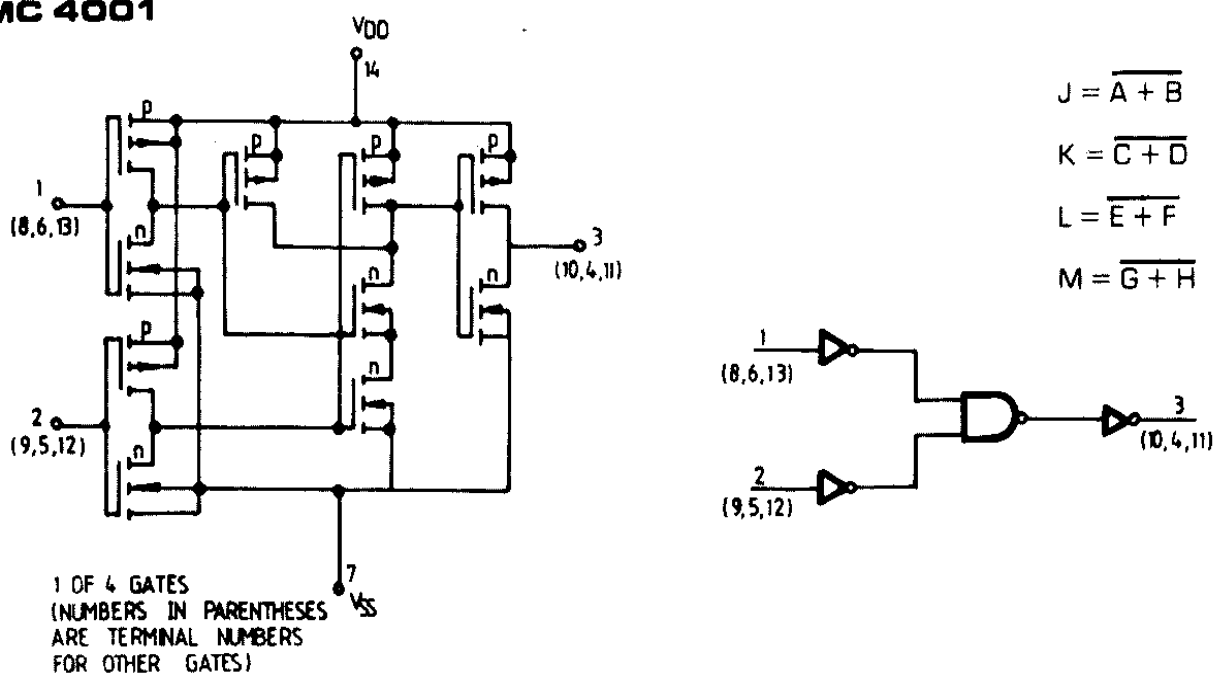 MC 4001
VDD
14
p
p
p
p
1
(8,6,13)
n
3
(10,4,11)
n
n
p
2
(9,5,12)
n
n
7
VSS
1 OF 4 GATES
(NUMBERS IN PARENTHESES
ARE TERMINAL NUMBERS
FOR OTHER GATES)
J = A + B
K = C + D
L = E + F
M = G + H
1
(8,6,13)
2
(9,5,12)
3
(10,4,11)